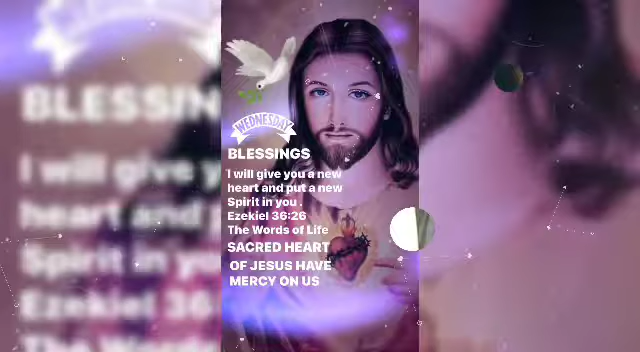 WEDNESDAY
BLESSINGS
I will give you a new
heart and put a new
Spirit in you .
Ezekiel 36:26
The Words of Life
SACRED HEART
OF JESUS HAVE
MERCY ON US